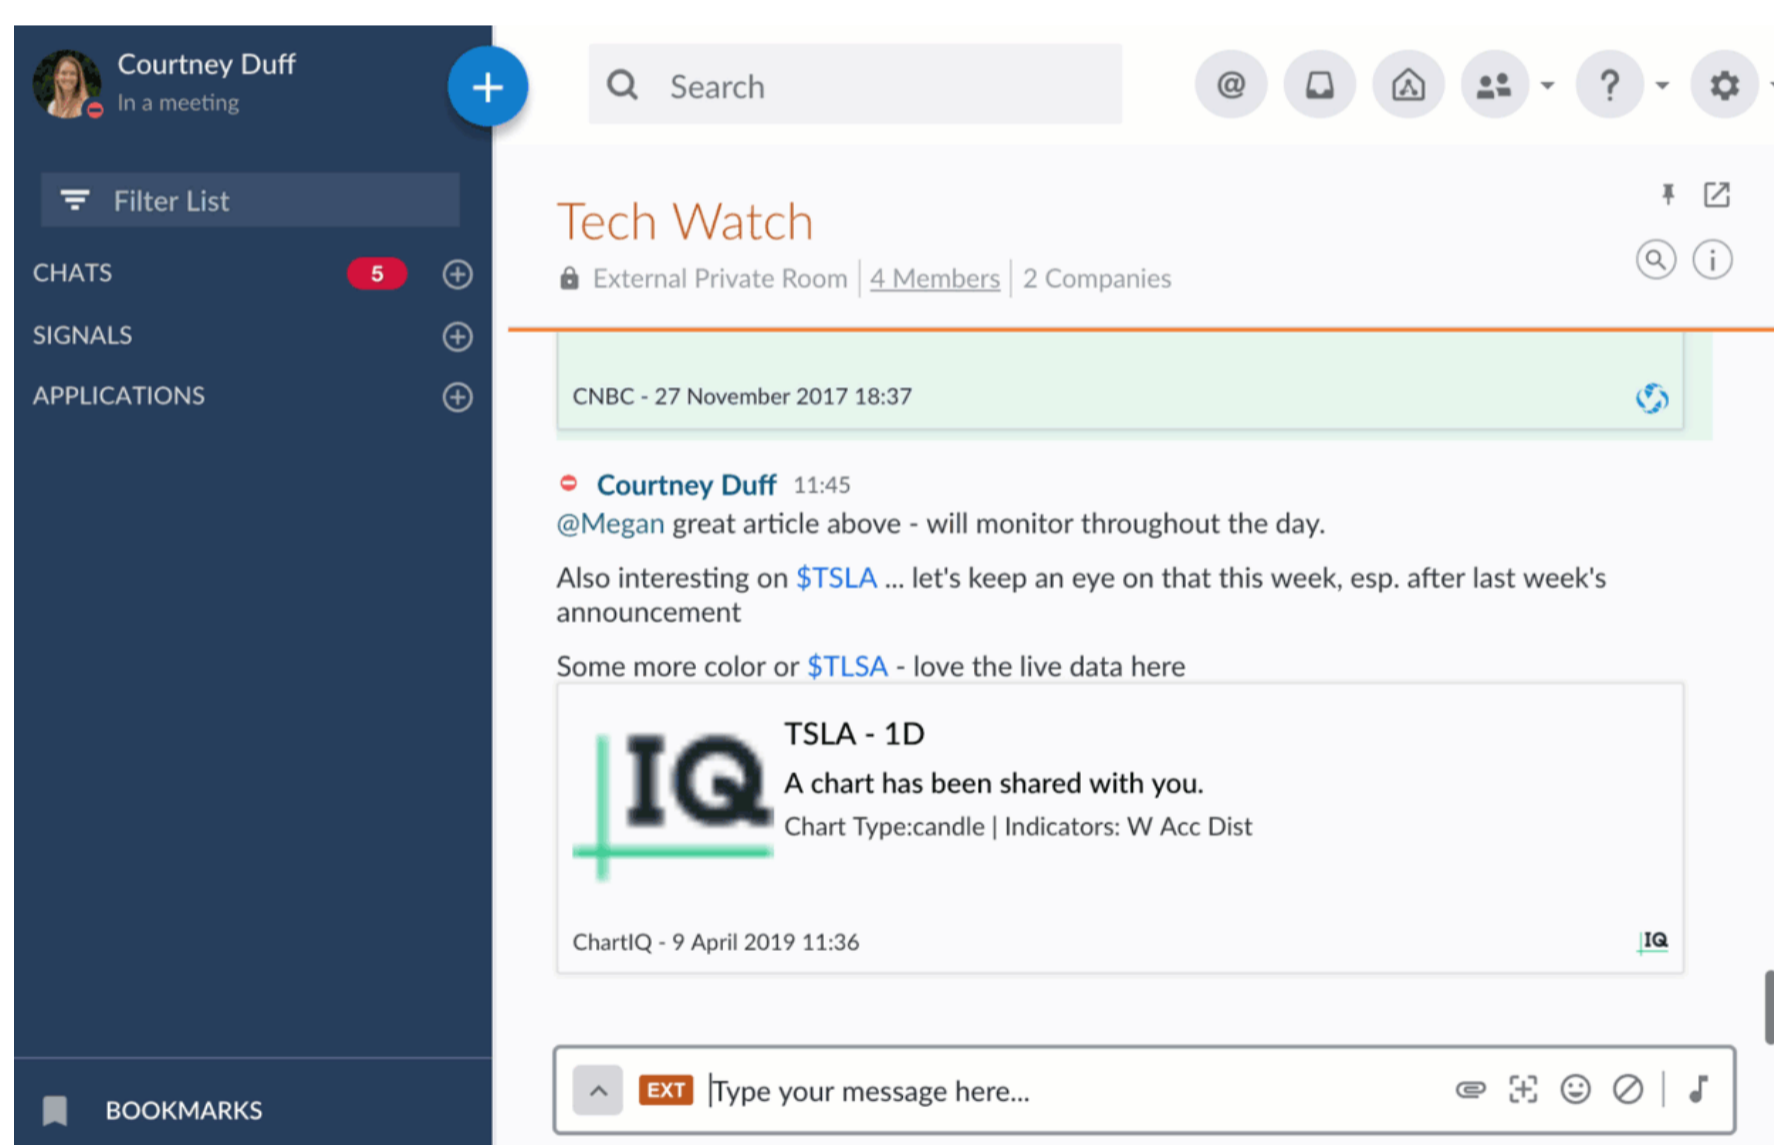 Courtney Duff
In a meeting
+
Search
@
?
Filter List
CHATS 5
SIGNALS
APPLICATIONS
BOOKMARKS
Tech Watch
External Private Room | 4 Members | 2 Companies
i
CNBC - 27 November 2017 18:37
Courtney Duff 11:45
@Megan great article above - will monitor throughout the day.
Also interesting on $TSLA ... let's keep an eye on that this week, esp. after last week's
announcement
Some more color or $TLSA - love the live data here
IQ
TSLA - 1D
A chart has been shared with you.
Chart Type:candle | Indicators: W Acc Dist
ChartIQ - 9 April 2019 11:36
IQ
EXT Type your message here...